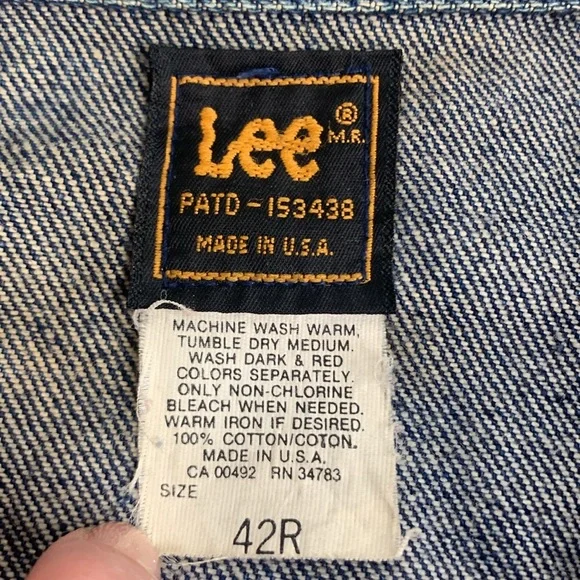 Lee ®
M.R.
PATD-153438
MADE IN U.S.A.
MACHINE WASH WARM,
TUMBLE DRY MEDIUM.
WASH DARK & RED
COLORS SEPARATELY.
ONLY NON-CHLORINE
BLEACH WHEN NEEDED.
WARM IRON IF DESIRED.
100% COTTON/COTON.
MADE IN U.S.A.
CA 00492 RN 34783
SIZE
42R